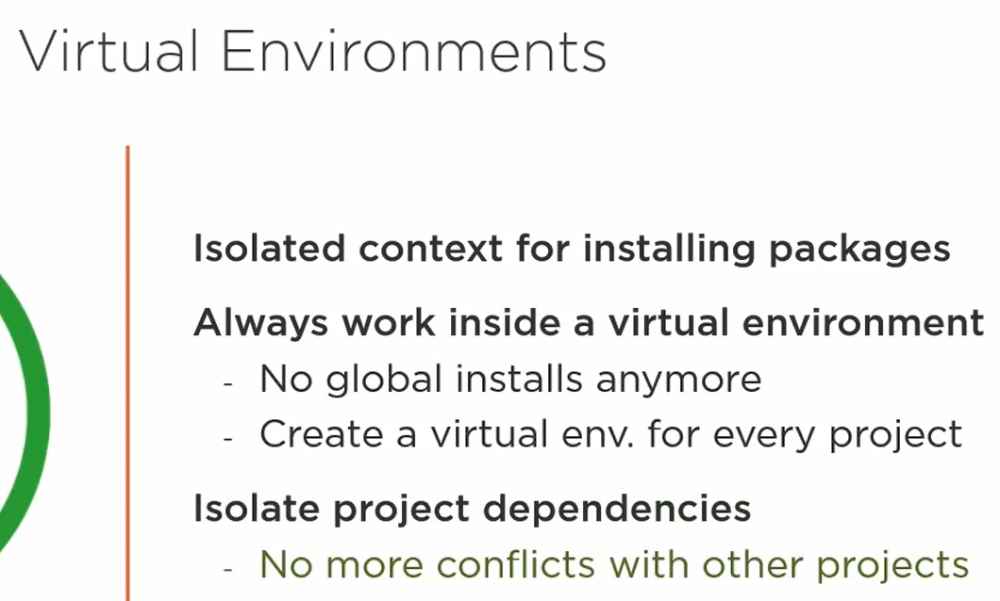 Virtual Environments
Isolated context for installing packages
Always work inside a virtual environment
- No global installs anymore
- Create a virtual env. for every project
Isolate project dependencies
- No more conflicts with other projects